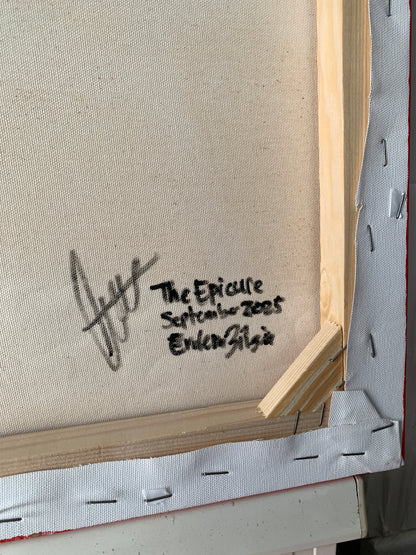 The Epicure
September 2025
Erdem Bilgin